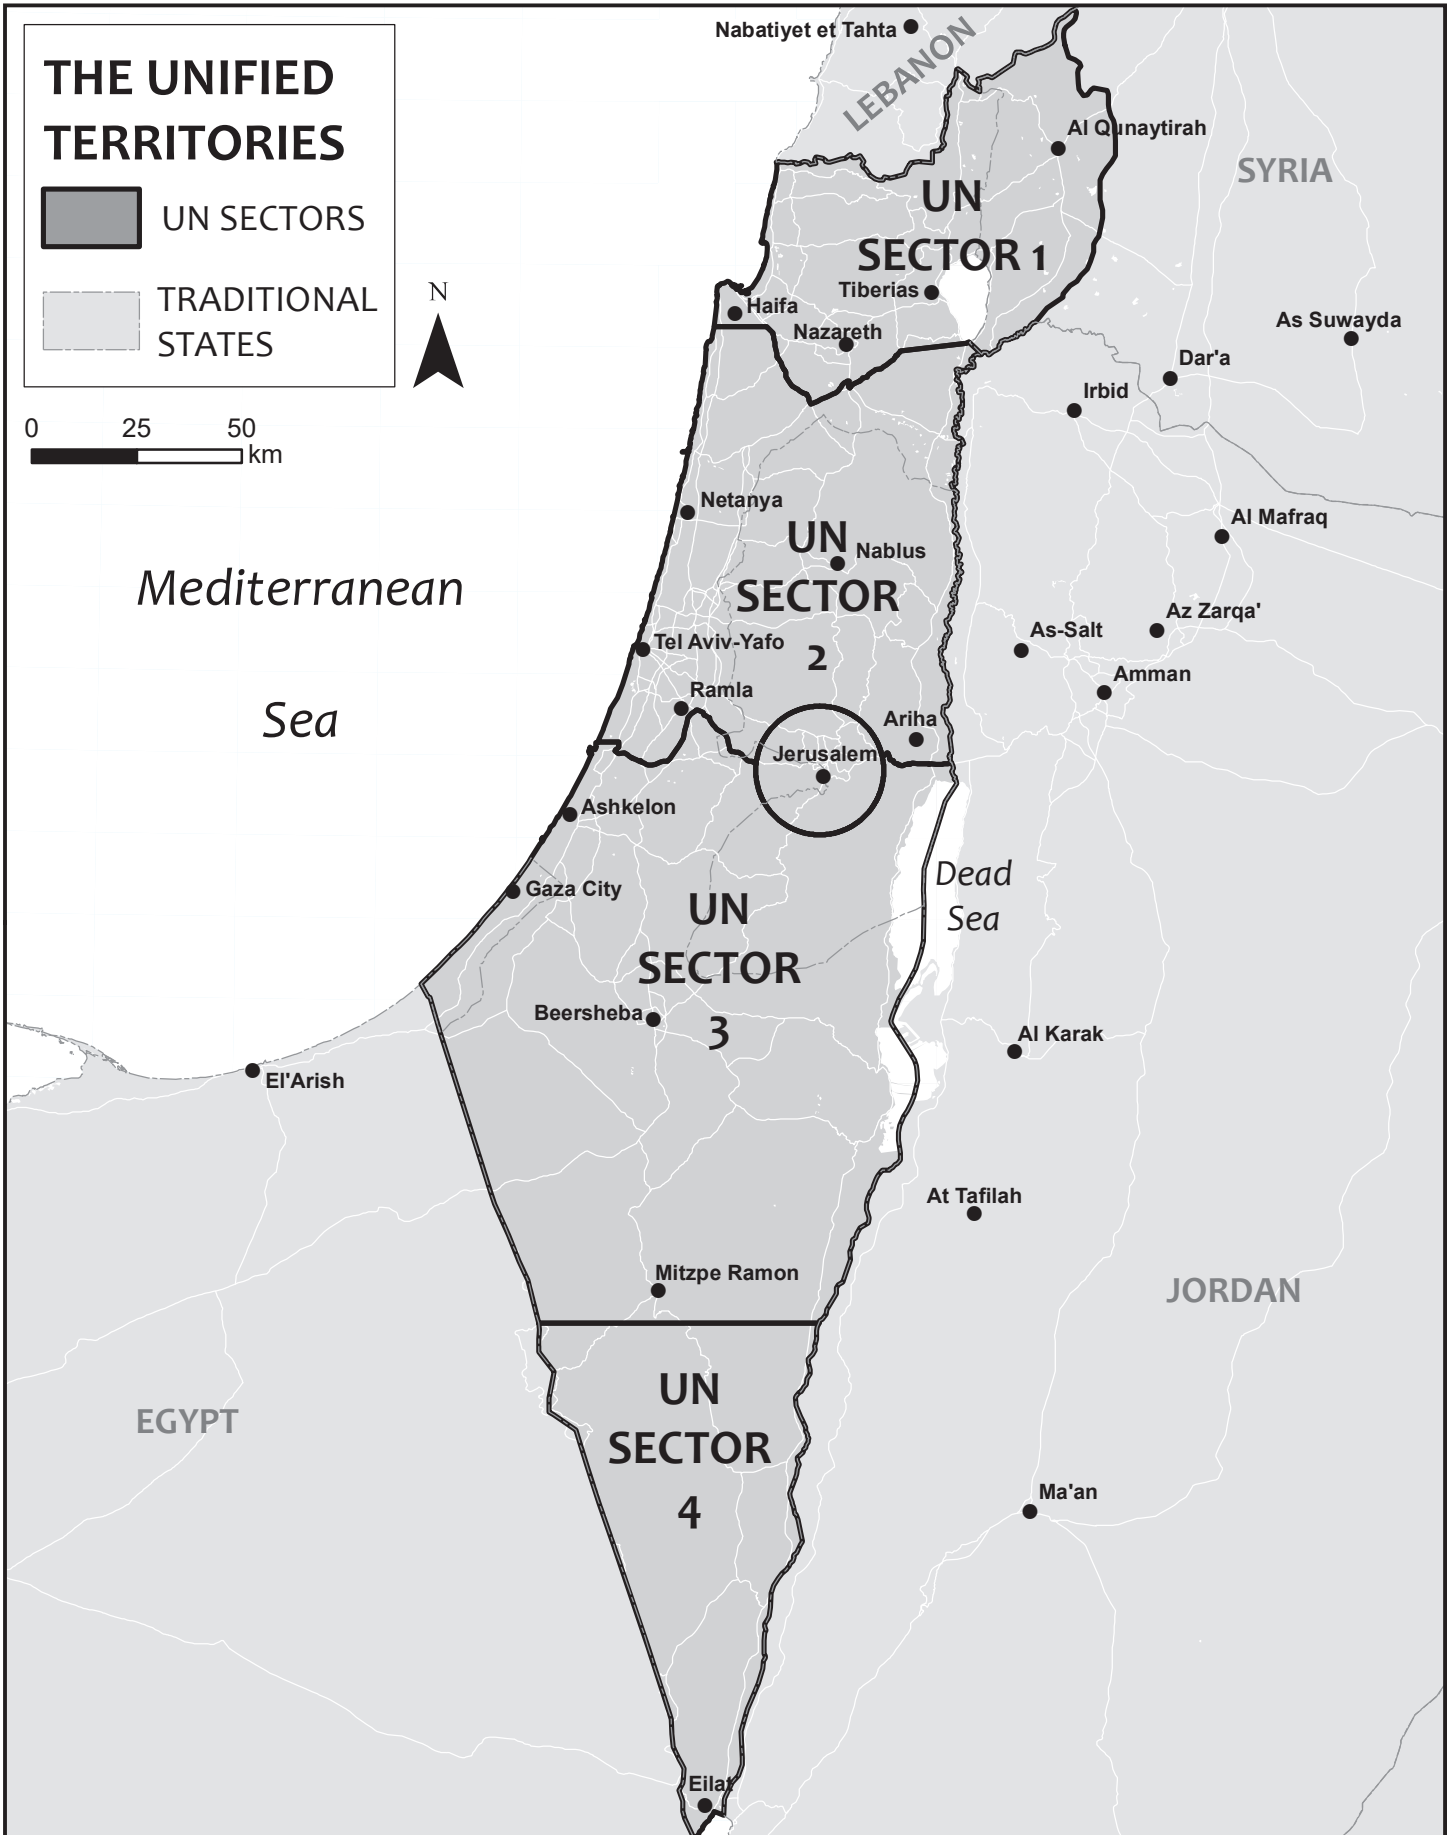 THE UNIFIED
TERRITORIES
UN SECTORS
TRADITIONAL
STATES
N
0 25 50
km
Nabatiyet et Tahta
LEBANON
Al Qunaytirah
SYRIA
UN
SECTOR 1
Tiberias
Haifa
Nazareth
As Suwayda
Dar'a
Irbid
Netanya
Al Mafraq
UN
Nablus
SECTOR
2
Mediterranean
Sea
Az Zarqa'
As-Salt
Tel Aviv-Yafo
Amman
Ramla
Ariha
Jerusalem
Ashkelon
Dead
Sea
Gaza City
UN
SECTOR
3
Beersheba
Al Karak
El'Arish
At Tafilah
Mitzpe Ramon
JORDAN
UN
SECTOR
4
EGYPT
Ma'an
Eilat